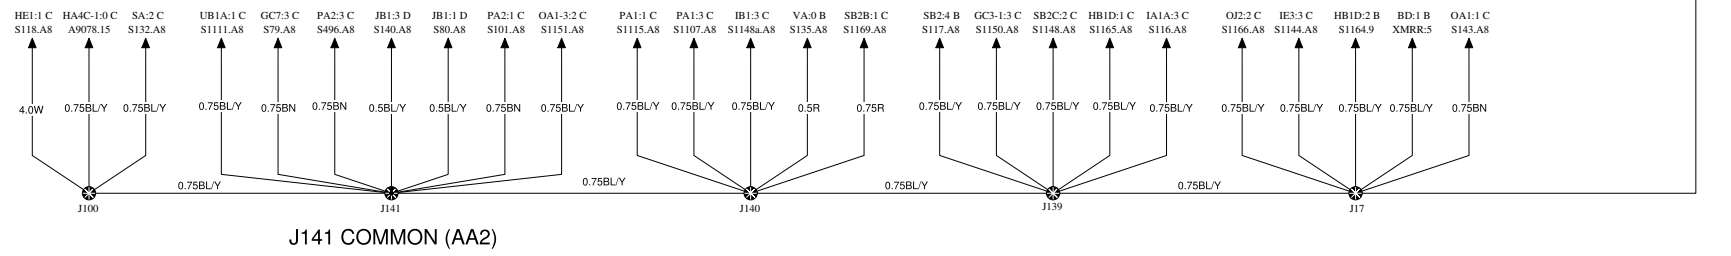 HE1:1 C HA4C-1:0 C SA:2 C UB1A:1 C GC7:3 C PA2:3 C JB1:3 D JB1:1 D PA2:1 C OA1-3:2 C PA1:1 C PA1:3 C IB1:3 C VA:0 B SB2B:1 C SB2:4 B GC3-1:3 C SB2C:2 C HB1D:1 C IA1A:3 C OJ2:2 C IE3:3 C HB1D:2 B BD:1 B OA1:1 C
S118.A8 A9078.15 S132.A8 S1111.A8 S79.A8 S496.A8 S140.A8 S80.A8 S101.A8 S1151.A8 S1115.A8 S1107.A8 S1148a.A8 S135.A8 S1169.A8 S117.A8 S1150.A8 S1148.A8 S1165.A8 S116.A8 S1166.A8 S1144.A8 S1164.9 XMRR:5 S143.A8
4.0W 0.75BL/Y 0.75BL/Y 0.75BL/Y 0.75BN 0.75BN 0.5BL/Y 0.5BL/Y 0.75BN 0.75BL/Y 0.75BL/Y 0.75BL/Y 0.75BL/Y 0.5R 0.75R 0.75BL/Y 0.75BL/Y 0.75BL/Y 0.75BL/Y 0.75BL/Y 0.75BL/Y 0.75BL/Y 0.75BL/Y 0.75BL/Y 0.75BN
0.75BL/Y 0.75BL/Y 0.75BL/Y 0.75BL/Y
J100 J141 J140 J139 J17
J141 COMMON (AA2)